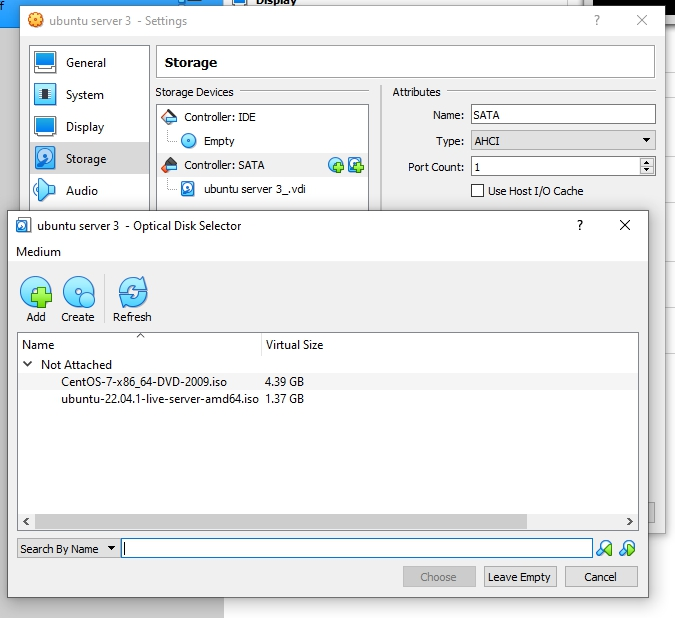 Display
ubuntu server 3 - Settings
?
General
System
Display
Storage
Audio
Storage
Storage Devices
Controller: IDE
Empty
Controller: SATA
ubuntu server 3_.vdi
Attributes
Name: SATA
Type: AHCI
Port Count: 1
Use Host I/O Cache
ubuntu server 3 - Optical Disk Selector
?
Medium
Add Create Refresh
Name Virtual Size
Not Attached
CentOS-7-x86_64-DVD-2009.iso 4.39 GB
ubuntu-22.04.1-live-server-amd64.iso 1.37 GB
Search By Name
Choose Leave Empty Cancel